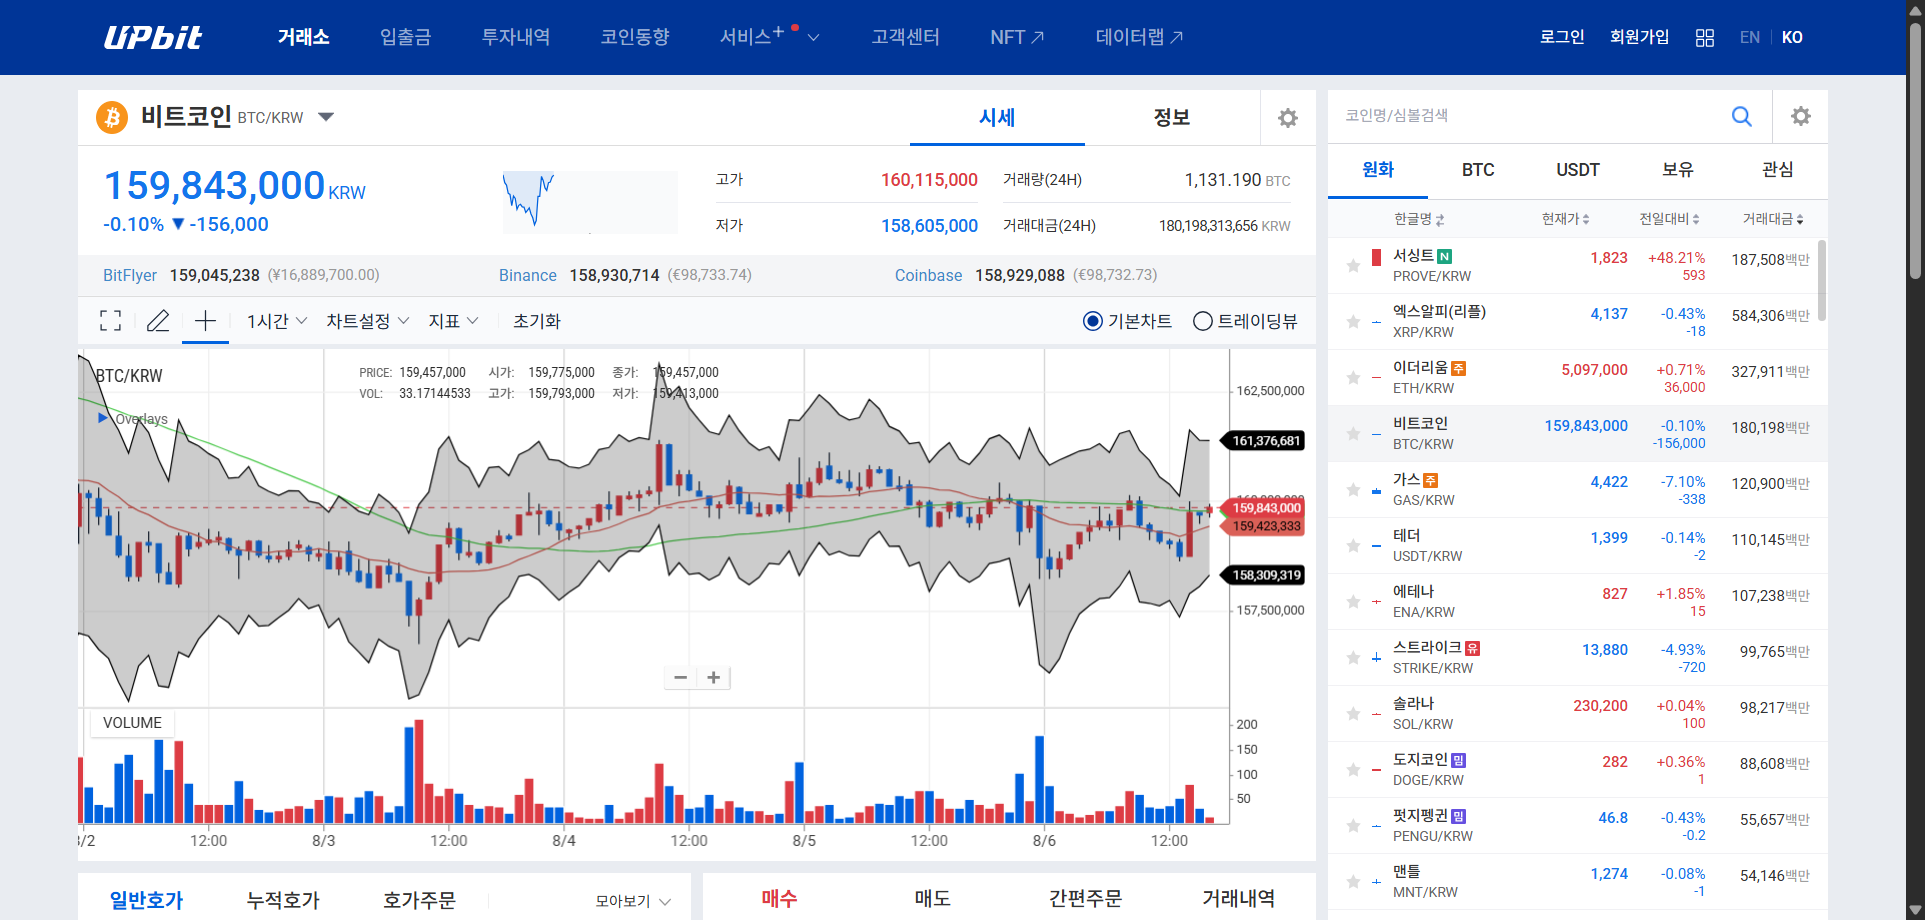 UPbit 거래소 입출금 투자내역 코인동향 서비스+ 고객센터 NFT 데이터랩 로그인 회원가입 EN KO
비트코인 BTC/KRW 시세 정보
159,843,000 KRW
-0.10% ▼ -156,000
고가 160,115,000 거래량(24H) 1,131.190 BTC
저가 158,605,000 거래대금(24H) 180,198,313,656 KRW
BitFlyer 159,045,238 (¥16,889,700.00) Binance 158,930,714 (€98,733.74) Coinbase 158,929,088 (€98,732.73)
1시간 차트설정 지표 초기화 기본차트 트레이딩뷰
BTC/KRW
PRICE: 159,457,000 시가: 159,775,000 종가: 159,457,000
VOL: 33.17144533 고가: 159,793,000 저가: 159,413,000
Overlays
162,500,000
161,376,681
159,843,000
159,423,333
158,309,319
157,500,000
VOLUME
200
150
100
50
12:00 8/3 12:00 8/4 12:00 8/5 12:00 8/6 12:00
일반호가 누적호가 호가주문 모아보기
매수 매도 간편주문 거래내역
코인명/심볼검색
원화 BTC USDT 보유 관심
한글명 현재가 전일대비 거래대금
서싱트 N 1,823 +48.21% 187,508백만
PROVE/KRW 593
엑스알피(리플) 4,137 -0.43% 584,306백만
XRP/KRW -18
이더리움 주 5,097,000 +0.71% 327,911백만
ETH/KRW 36,000
비트코인 159,843,000 -0.10% 180,198백만
BTC/KRW -156,000
가스 주 4,422 -7.10% 120,900백만
GAS/KRW -338
테더 1,399 -0.14% 110,145백만
USDT/KRW -2
에테나 827 +1.85% 107,238백만
ENA/KRW 15
스트라이크 유 13,880 -4.93% 99,765백만
STRIKE/KRW -720
솔라나 230,200 +0.04% 98,217백만
SOL/KRW 100
도지코인 밈 282 +0.36% 88,608백만
DOGE/KRW 1
펏지펭귄 밈 46.8 -0.43% 55,657백만
PENGU/KRW -0.2
맨틀 1,274 -0.08% 54,146백만
MNT/KRW -1